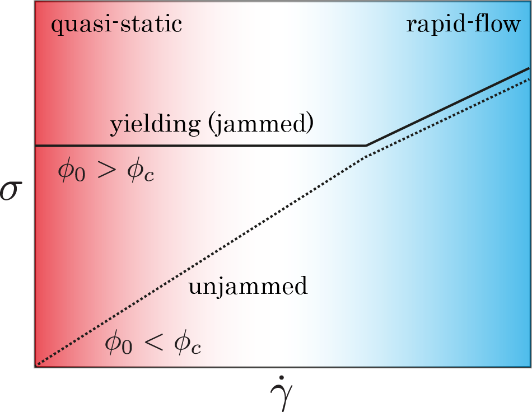 quasi-static
rapid-flow
yielding (jammed)
ϕ₀ > ϕ_c
σ
unjammed
ϕ₀ < ϕ_c
γ̇